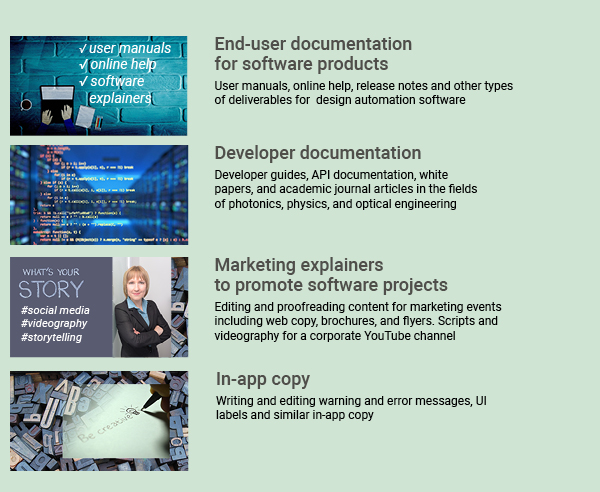 √ user manuals
√ online help
√ software
explainers
End-user documentation
for software products
User manuals, online help, release notes and other types
of deliverables for  design automation software
Developer documentation
Developer guides, API documentation, white
papers, and academic journal articles in the fields
of photonics, physics, and optical engineering
WHAT'S YOUR
STORY
#social media
#videography
#storytelling
Marketing explainers
to promote software projects
Editing and proofreading content for marketing events
including web copy, brochures, and flyers. Scripts and
videography for a corporate YouTube channel
Be creative
In-app copy
Writing and editing warning and error messages, UI
labels and similar in-app copy